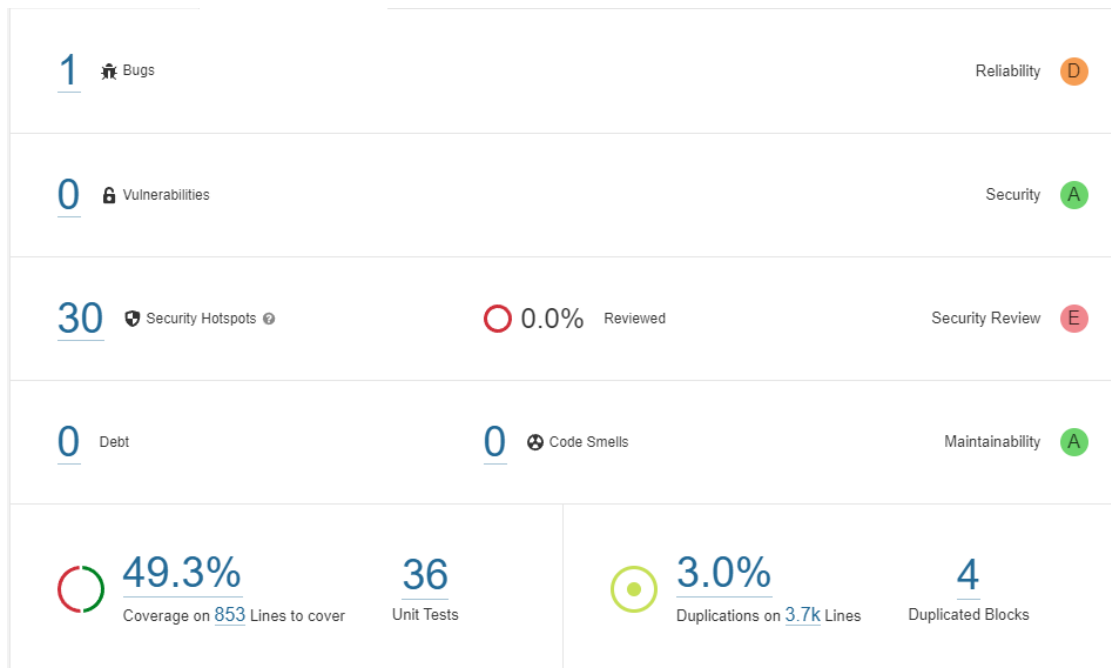 1 Bugs Reliability D
0 Vulnerabilities Security A
30 Security Hotspots ? 0.0% Reviewed Security Review E
0 Debt 0 Code Smells Maintainability A
49.3% 36 3.0% 4
Coverage on 853 Lines to cover Unit Tests Duplications on 3.7k Lines Duplicated Blocks